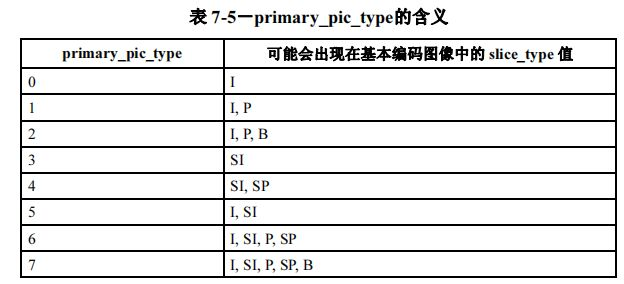 表 7-5－primary_pic_type的含义
primary_pic_type 可能会出现在基本编码图像中的 slice_type 值
0 I
1 I, P
2 I, P, B
3 SI
4 SI, SP
5 I, SI
6 I, SI, P, SP
7 I, SI, P, SP, B